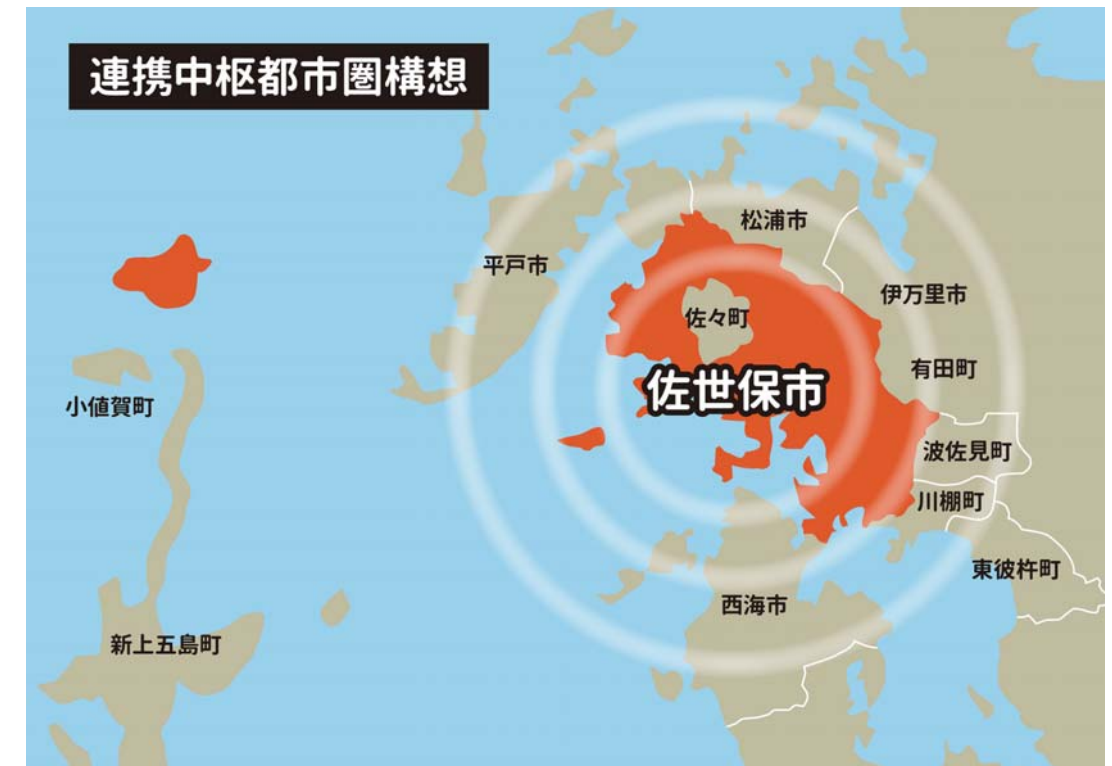 連携中枢都市圏構想
松浦市
平戸市
伊万里市
佐々町
有田町
佐世保市
小値賀町
波佐見町
川棚町
東彼杵町
西海市
新上五島町